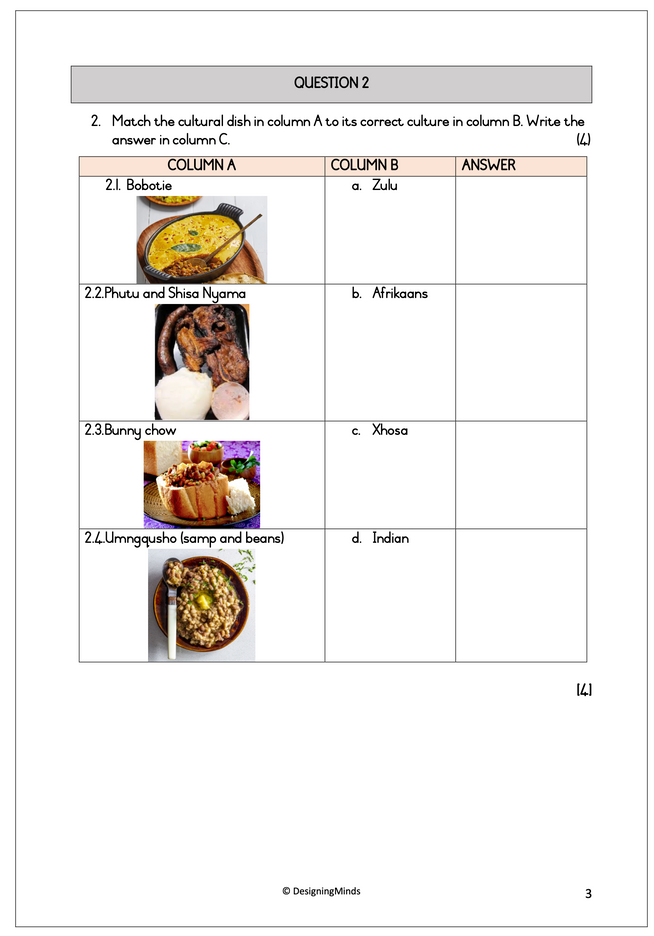 QUESTION 2
2. Match the cultural dish in column A to its correct culture in column B. Write the
answer in column C. (4)
COLUMN A COLUMN B ANSWER
2.1. Bobotie a. Zulu
2.2.Phutu and Shisa Nyama b. Afrikaans
2.3.Bunny chow c. Xhosa
2.4.Umngqusho (samp and beans) d. Indian
[4]
© DesigningMinds
3